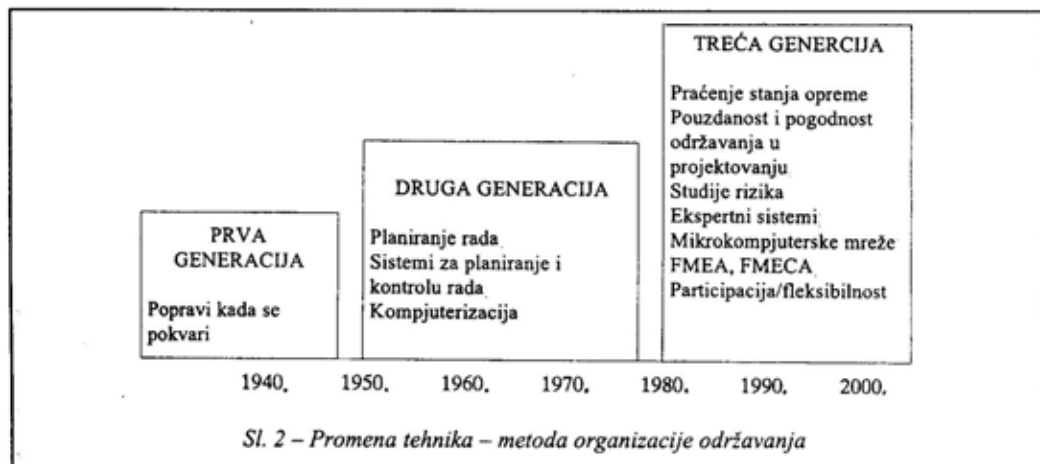 PRVA
GENERACIJA
Popravi kada se
pokvari
DRUGA GENERACIJA
Planiranje rada
Sistemi za planiranje i
kontrolu rada
Kompjuterizacija
TREĆA GENERCIJA
Praćenje stanja opreme
Pouzdanost i pogodnost
održavanja u
projektovanju
Studije rizika
Ekspertni sistemi
Mikrokompjuterske mreže
FMEA, FMECA
Participacija/fleksibilnost
1940. 1950. 1960. 1970. 1980. 1990. 2000.
Sl. 2 – Promena tehnika – metoda organizacije održavanja